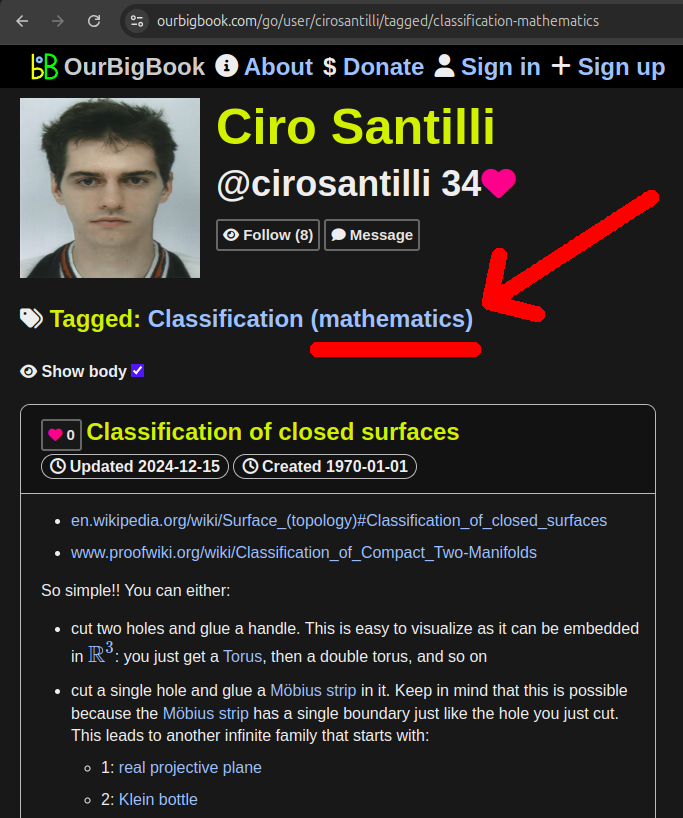 ourbigbook.com/go/user/cirosantilli/tagged/classification-mathematics
bB OurBigBook About $ Donate Sign in + Sign up
Ciro Santilli
@cirosantilli 34
Follow (8) Message
Tagged: Classification (mathematics)
Show body
0 Classification of closed surfaces
Updated 2024-12-15 Created 1970-01-01
• en.wikipedia.org/wiki/Surface_(topology)#Classification_of_closed_surfaces
• www.proofwiki.org/wiki/Classification_of_Compact_Two-Manifolds
So simple!! You can either:
• cut two holes and glue a handle. This is easy to visualize as it can be embedded
in ℝ³: you just get a Torus, then a double torus, and so on
• cut a single hole and glue a Möbius strip in it. Keep in mind that this is possible
because the Möbius strip has a single boundary just like the hole you just cut.
This leads to another infinite family that starts with:
◦ 1: real projective plane
◦ 2: Klein bottle